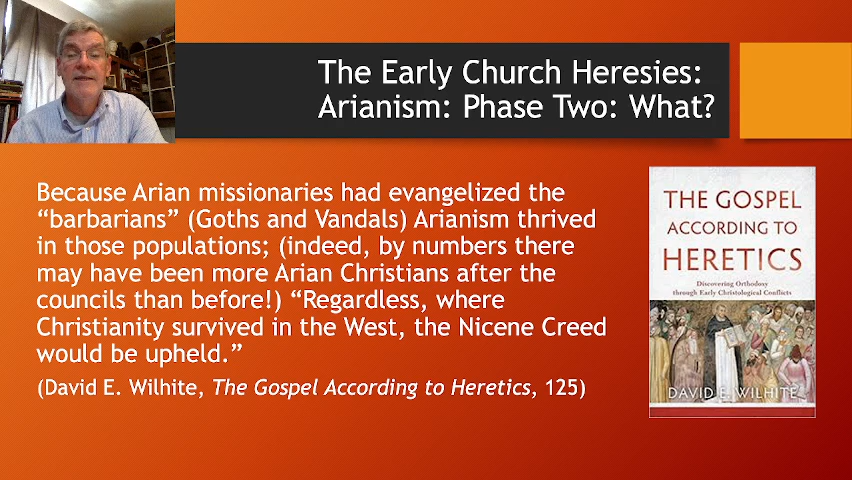 The Early Church Heresies:
Arianism: Phase Two: What?
Because Arian missionaries had evangelized the
“barbarians” (Goths and Vandals) Arianism thrived
in those populations; (indeed, by numbers there
may have been more Arian Christians after the
councils than before!) “Regardless, where
Christianity survived in the West, the Nicene Creed
would be upheld.”
(David E. Wilhite, The Gospel According to Heretics, 125)
THE GOSPEL
ACCORDING TO
HERETICS
Discovering Orthodoxy
through Early Christological Conflicts
DAVID E. WILHITE